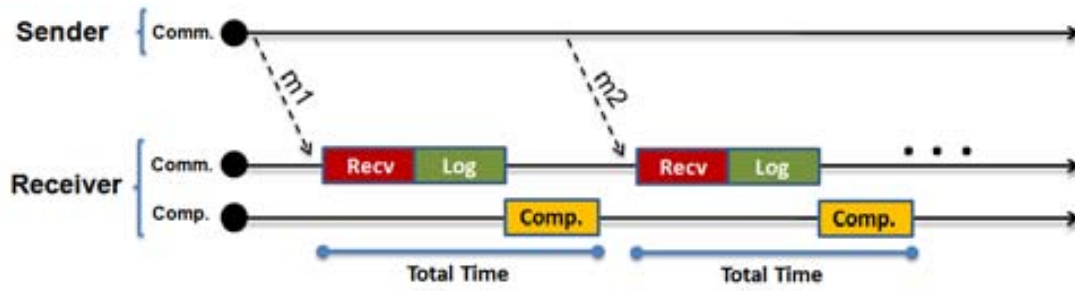 Sender Comm.
m1 m2
Receiver Comm. Recv Log Recv Log . . .
Comp. Comp. Comp.
Total Time Total Time